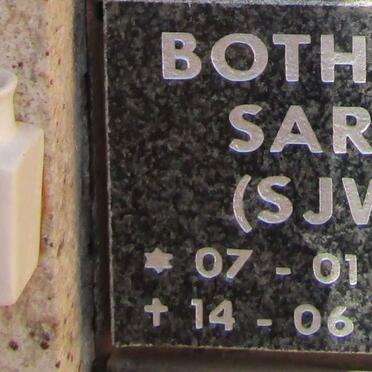 BOTH
SAR
(SJW
* 07 - 01
† 14 - 06